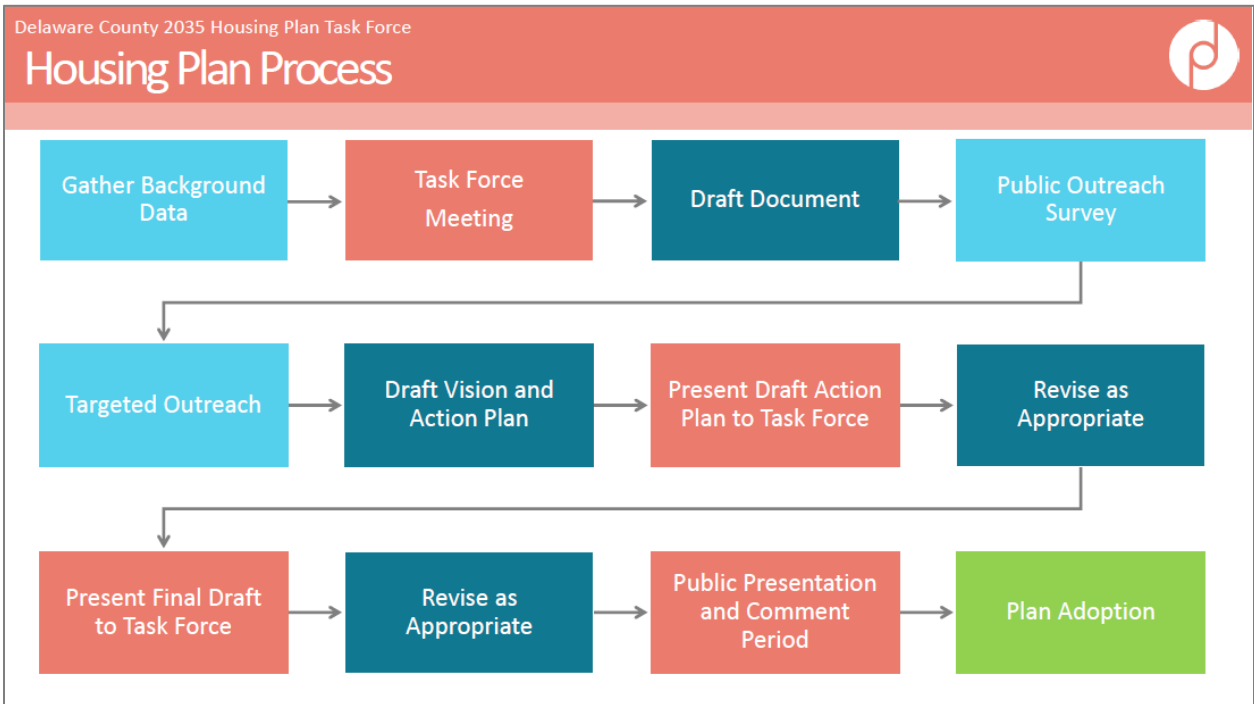 Delaware County 2035 Housing Plan Task Force
Housing Plan Process
Gather Background
Data
Task Force
Meeting
Draft Document
Public Outreach
Survey
Targeted Outreach
Draft Vision and
Action Plan
Present Draft Action
Plan to Task Force
Revise as
Appropriate
Present Final Draft
to Task Force
Revise as
Appropriate
Public Presentation
and Comment
Period
Plan Adoption